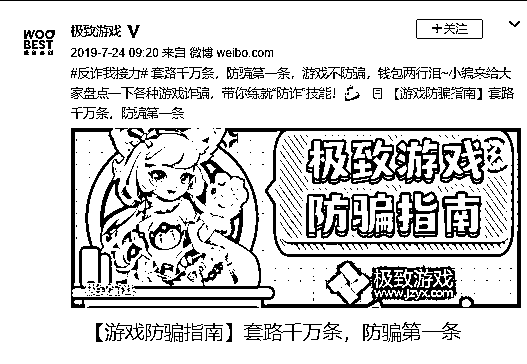 WOO
BEST
极致游戏 V
+关注
2019-7-24 09:20 来自 微博 weibo.com
#反诈我接力# 套路千万条，防骗第一条，游戏不防骗，钱包两行泪~小编来给大
家盘点一下各种游戏诈骗，带你练就“防诈”技能！ 【游戏防骗指南】套路
千万条，防骗第一条
极致游戏
防骗指南
极致游戏
www.jzyx.com
【游戏防骗指南】套路千万条，防骗第一条